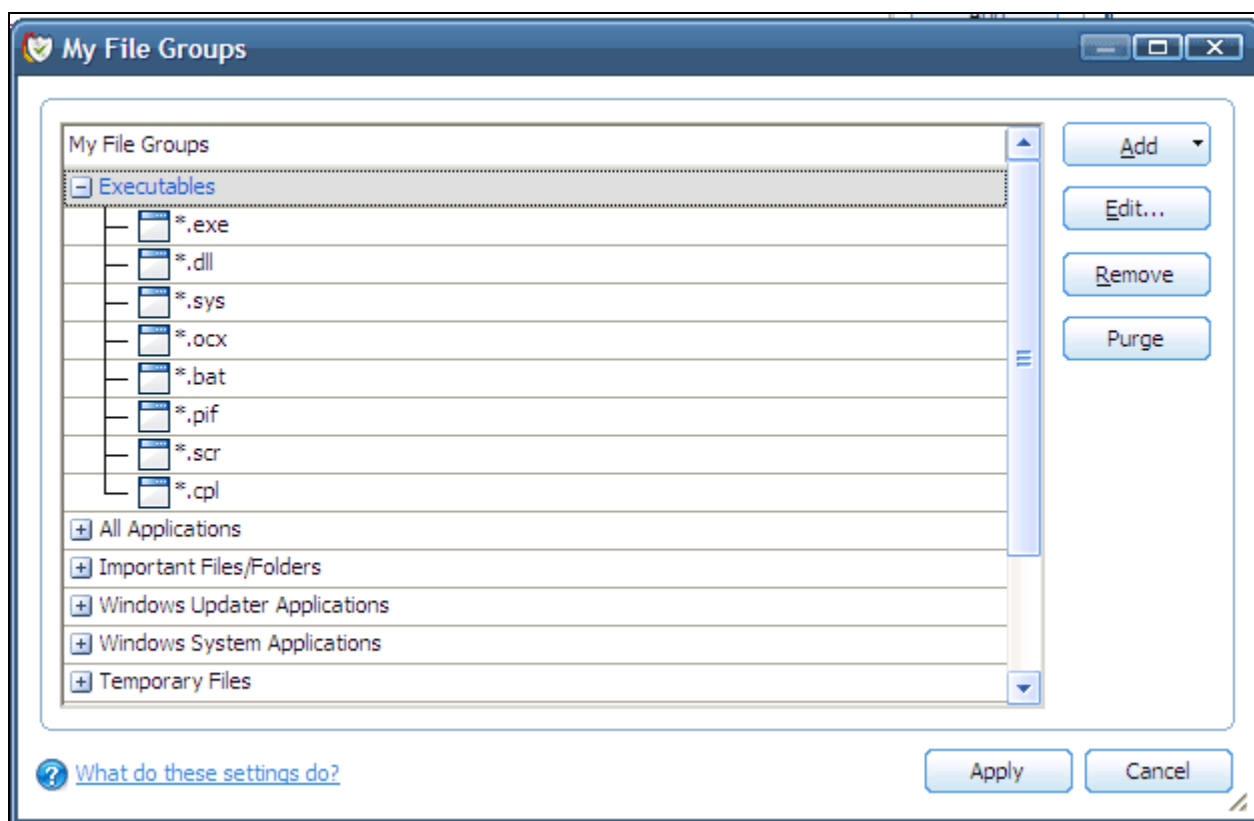 My File Groups
My File Groups
Add
Executables
Edit...
*.exe
*.dll
Remove
*.sys
*.ocx
Purge
*.bat
*.pif
*.scr
*.cpl
All Applications
Important Files/Folders
Windows Updater Applications
Windows System Applications
Temporary Files
What do these settings do?
Apply
Cancel